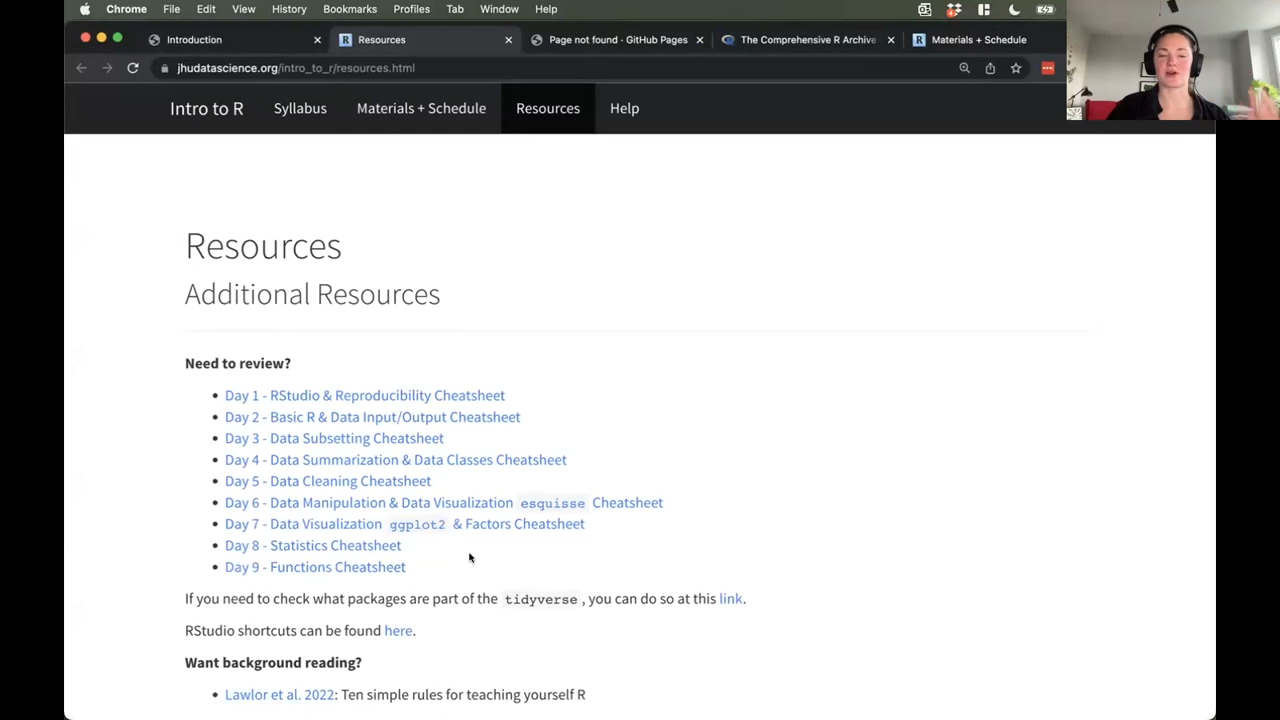 Chrome File Edit View History Bookmarks Profiles Tab Window Help
Introduction Resources Page not found · GitHub Pages The Comprehensive R Archive Materials + Schedule
jhudatascience.org/intro_to_r/resources.html
Intro to R Syllabus Materials + Schedule Resources Help
Resources
Additional Resources
Need to review?
Day 1 - RStudio & Reproducibility Cheatsheet
Day 2 - Basic R & Data Input/Output Cheatsheet
Day 3 - Data Subsetting Cheatsheet
Day 4 - Data Summarization & Data Classes Cheatsheet
Day 5 - Data Cleaning Cheatsheet
Day 6 - Data Manipulation & Data Visualization esquisse Cheatsheet
Day 7 - Data Visualization ggplot2 & Factors Cheatsheet
Day 8 - Statistics Cheatsheet
Day 9 - Functions Cheatsheet
If you need to check what packages are part of the tidyverse, you can do so at this link.
RStudio shortcuts can be found here.
Want background reading?
Lawlor et al. 2022: Ten simple rules for teaching yourself R